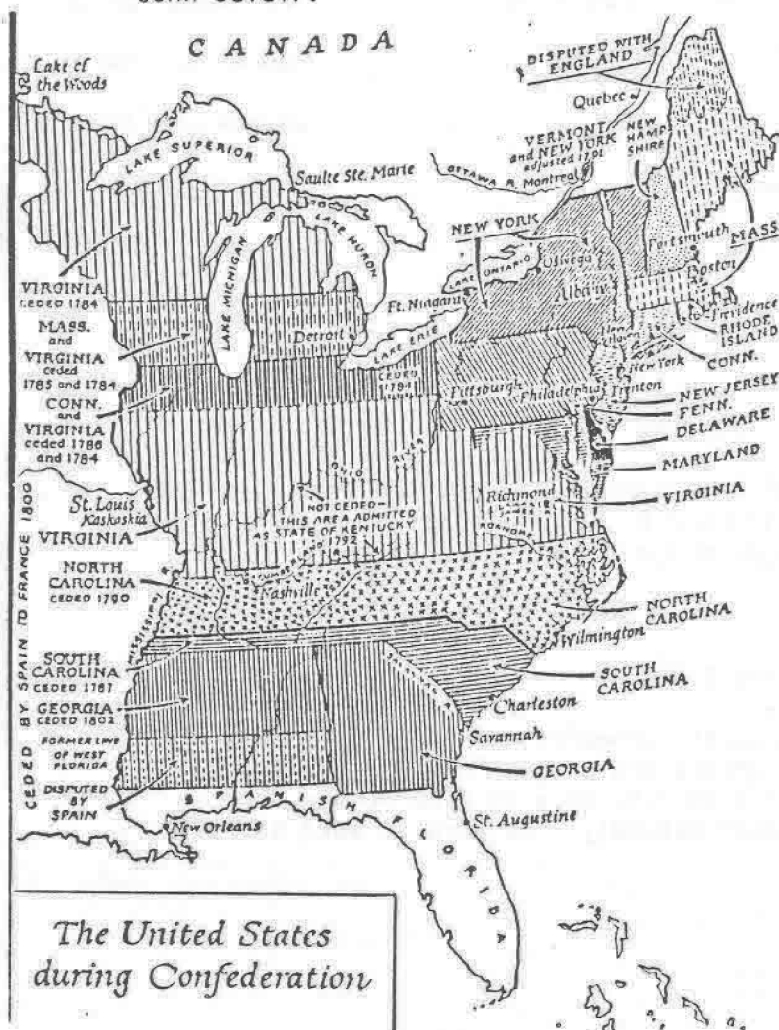 CANADA
Lake of
the Woods
DISPUTED WITH
ENGLAND
Quebec
LAKE SUPERIOR
VERMONT
and NEW YORK
adjusted 1791
NEW
HAMP
SHIRE
Saulte Ste. Marie
OTTAWA R.
Montreal
LAKE HURON
LAKE MICHIGAN
NEW YORK
LAKE ONTARIO
Oswego
Portsmouth
MASS.
VIRGINIA
CEDED 1784
Albany
Boston
Ft. Niagara
MASS.
and
VIRGINIA
ceded
1785 and 1784
Detroit
LAKE ERIE
Providence
RHODE
ISLAND
CONN.
New York
CONN.
and
VIRGINIA
ceded 1786
and 1784
CEDED
Pittsburgh
Philadelphia
Trenton
NEW JERSEY
PENN.
DELAWARE
MARYLAND
OHIO RIVER
St. Louis
Kaskoskia
VIRGINIA
NOT CEDED—
THIS AREA ADMITTED
AS STATE OF KENTUCKY
1792
Richmond
JAMES
ROANOKE
VIRGINIA
NORTH
CAROLINA
CEDED 1790
Nashville
NORTH
CAROLINA
Wilmington
MISSISSIPPI R.
SOUTH
CAROLINA
CEDED 1787
SOUTH
CAROLINA
Charleston
GEORGIA
CEDED 1802
SAVANNAH
Savannah
FORMER LINE
OF WEST
FLORIDA
GEORGIA
DISPUTED
BY
SPAIN
CEDED BY SPAIN TO FRANCE 1800
SPANISH FLORIDA
New Orleans
St. Augustine
The United States
during Confederation